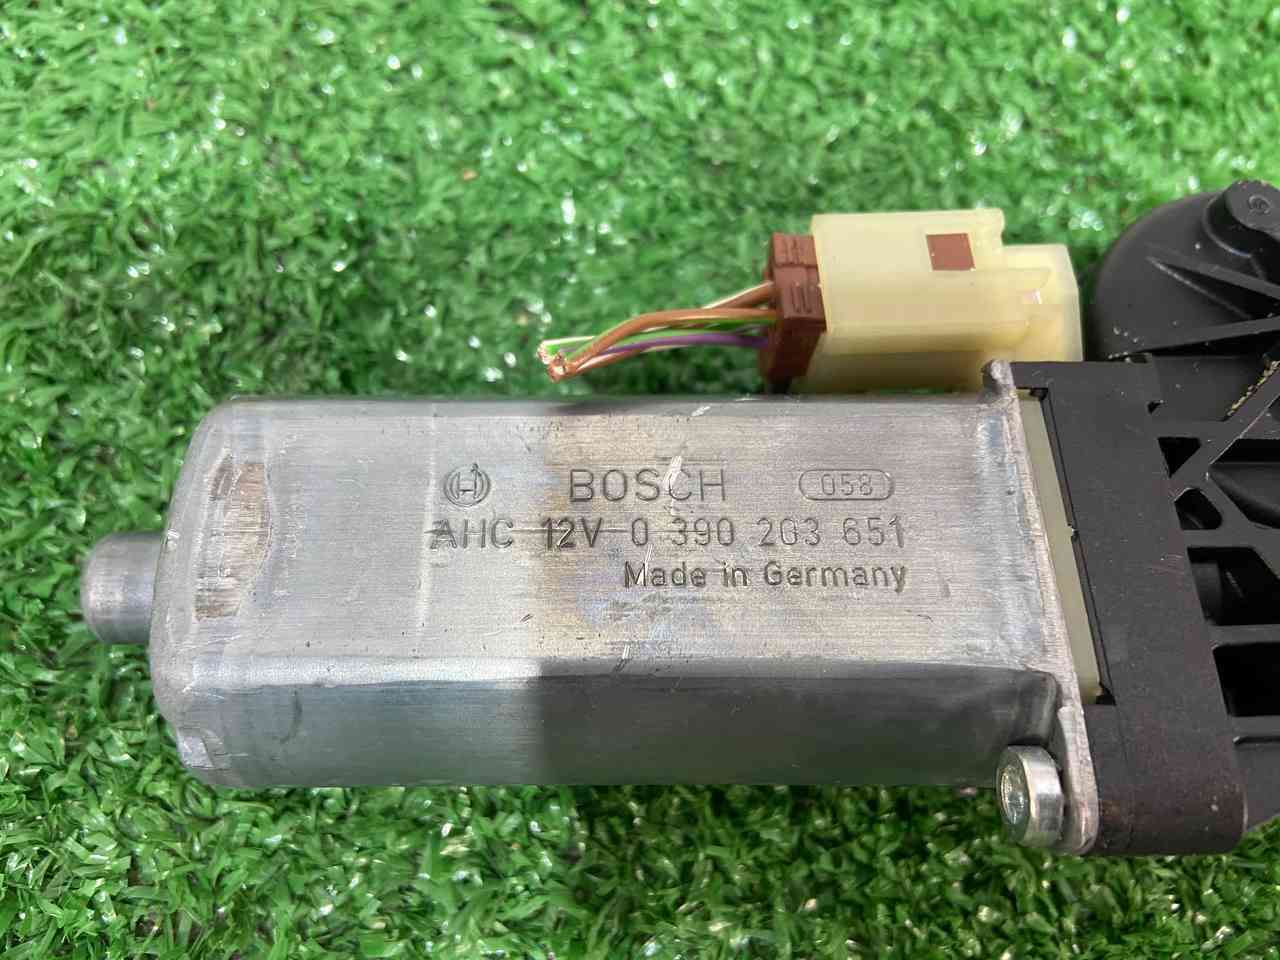 BOSCH 058
AHC 12V 0 390 203 651
Made in Germany